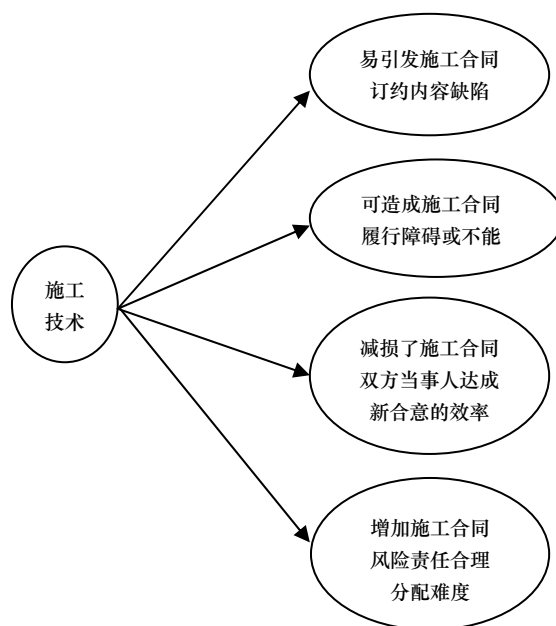 易引发施工合同
订约内容缺陷
可造成施工合同
履行障碍或不能
施工
技术
减损了施工合同
双方当事人达成
新合意的效率
增加施工合同
风险责任合理
分配难度